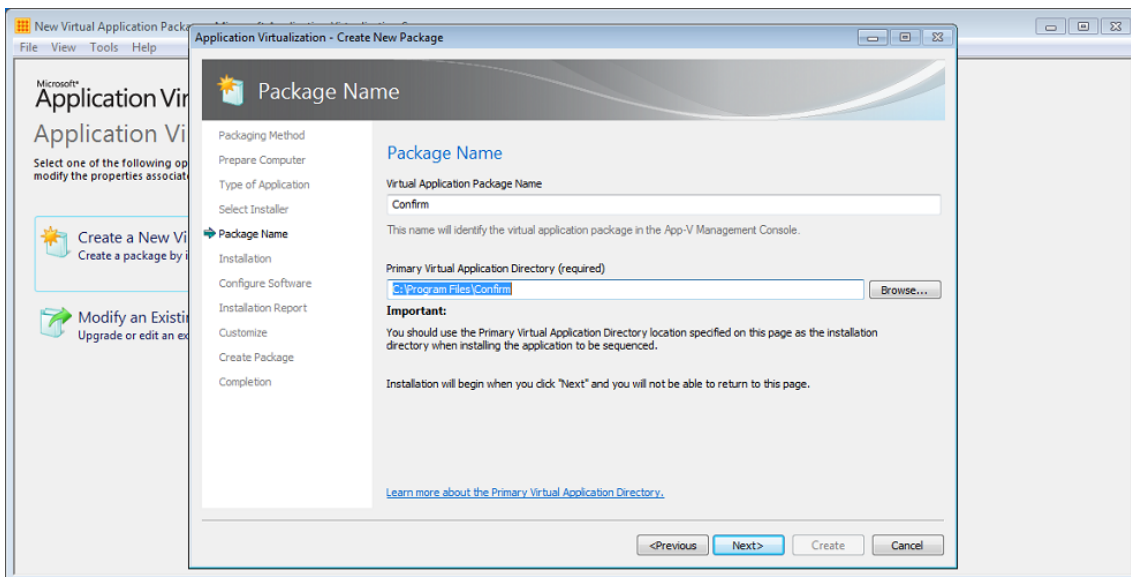 New Virtual Application Packa
File View Tools Help
Microsoft*
Application Vir
Application Vi
Select one of the following op
modify the properties associat
Create a New Vi
Create a package by i
Modify an Existin
Upgrade or edit an ex
Application Virtualization - Create New Package
Package Name
Packaging Method
Prepare Computer
Type of Application
Select Installer
Package Name
Installation
Configure Software
Installation Report
Customize
Create Package
Completion
Package Name
Virtual Application Package Name
Confirm
This name will identify the virtual application package in the App-V Management Console.
Primary Virtual Application Directory (required)
C:\Program Files\Confirm
Browse...
Important:
You should use the Primary Virtual Application Directory location specified on this page as the installation
directory when installing the application to be sequenced.
Installation will begin when you click "Next" and you will not be able to return to this page.
Learn more about the Primary Virtual Application Directory.
<Previous
Next>
Create
Cancel